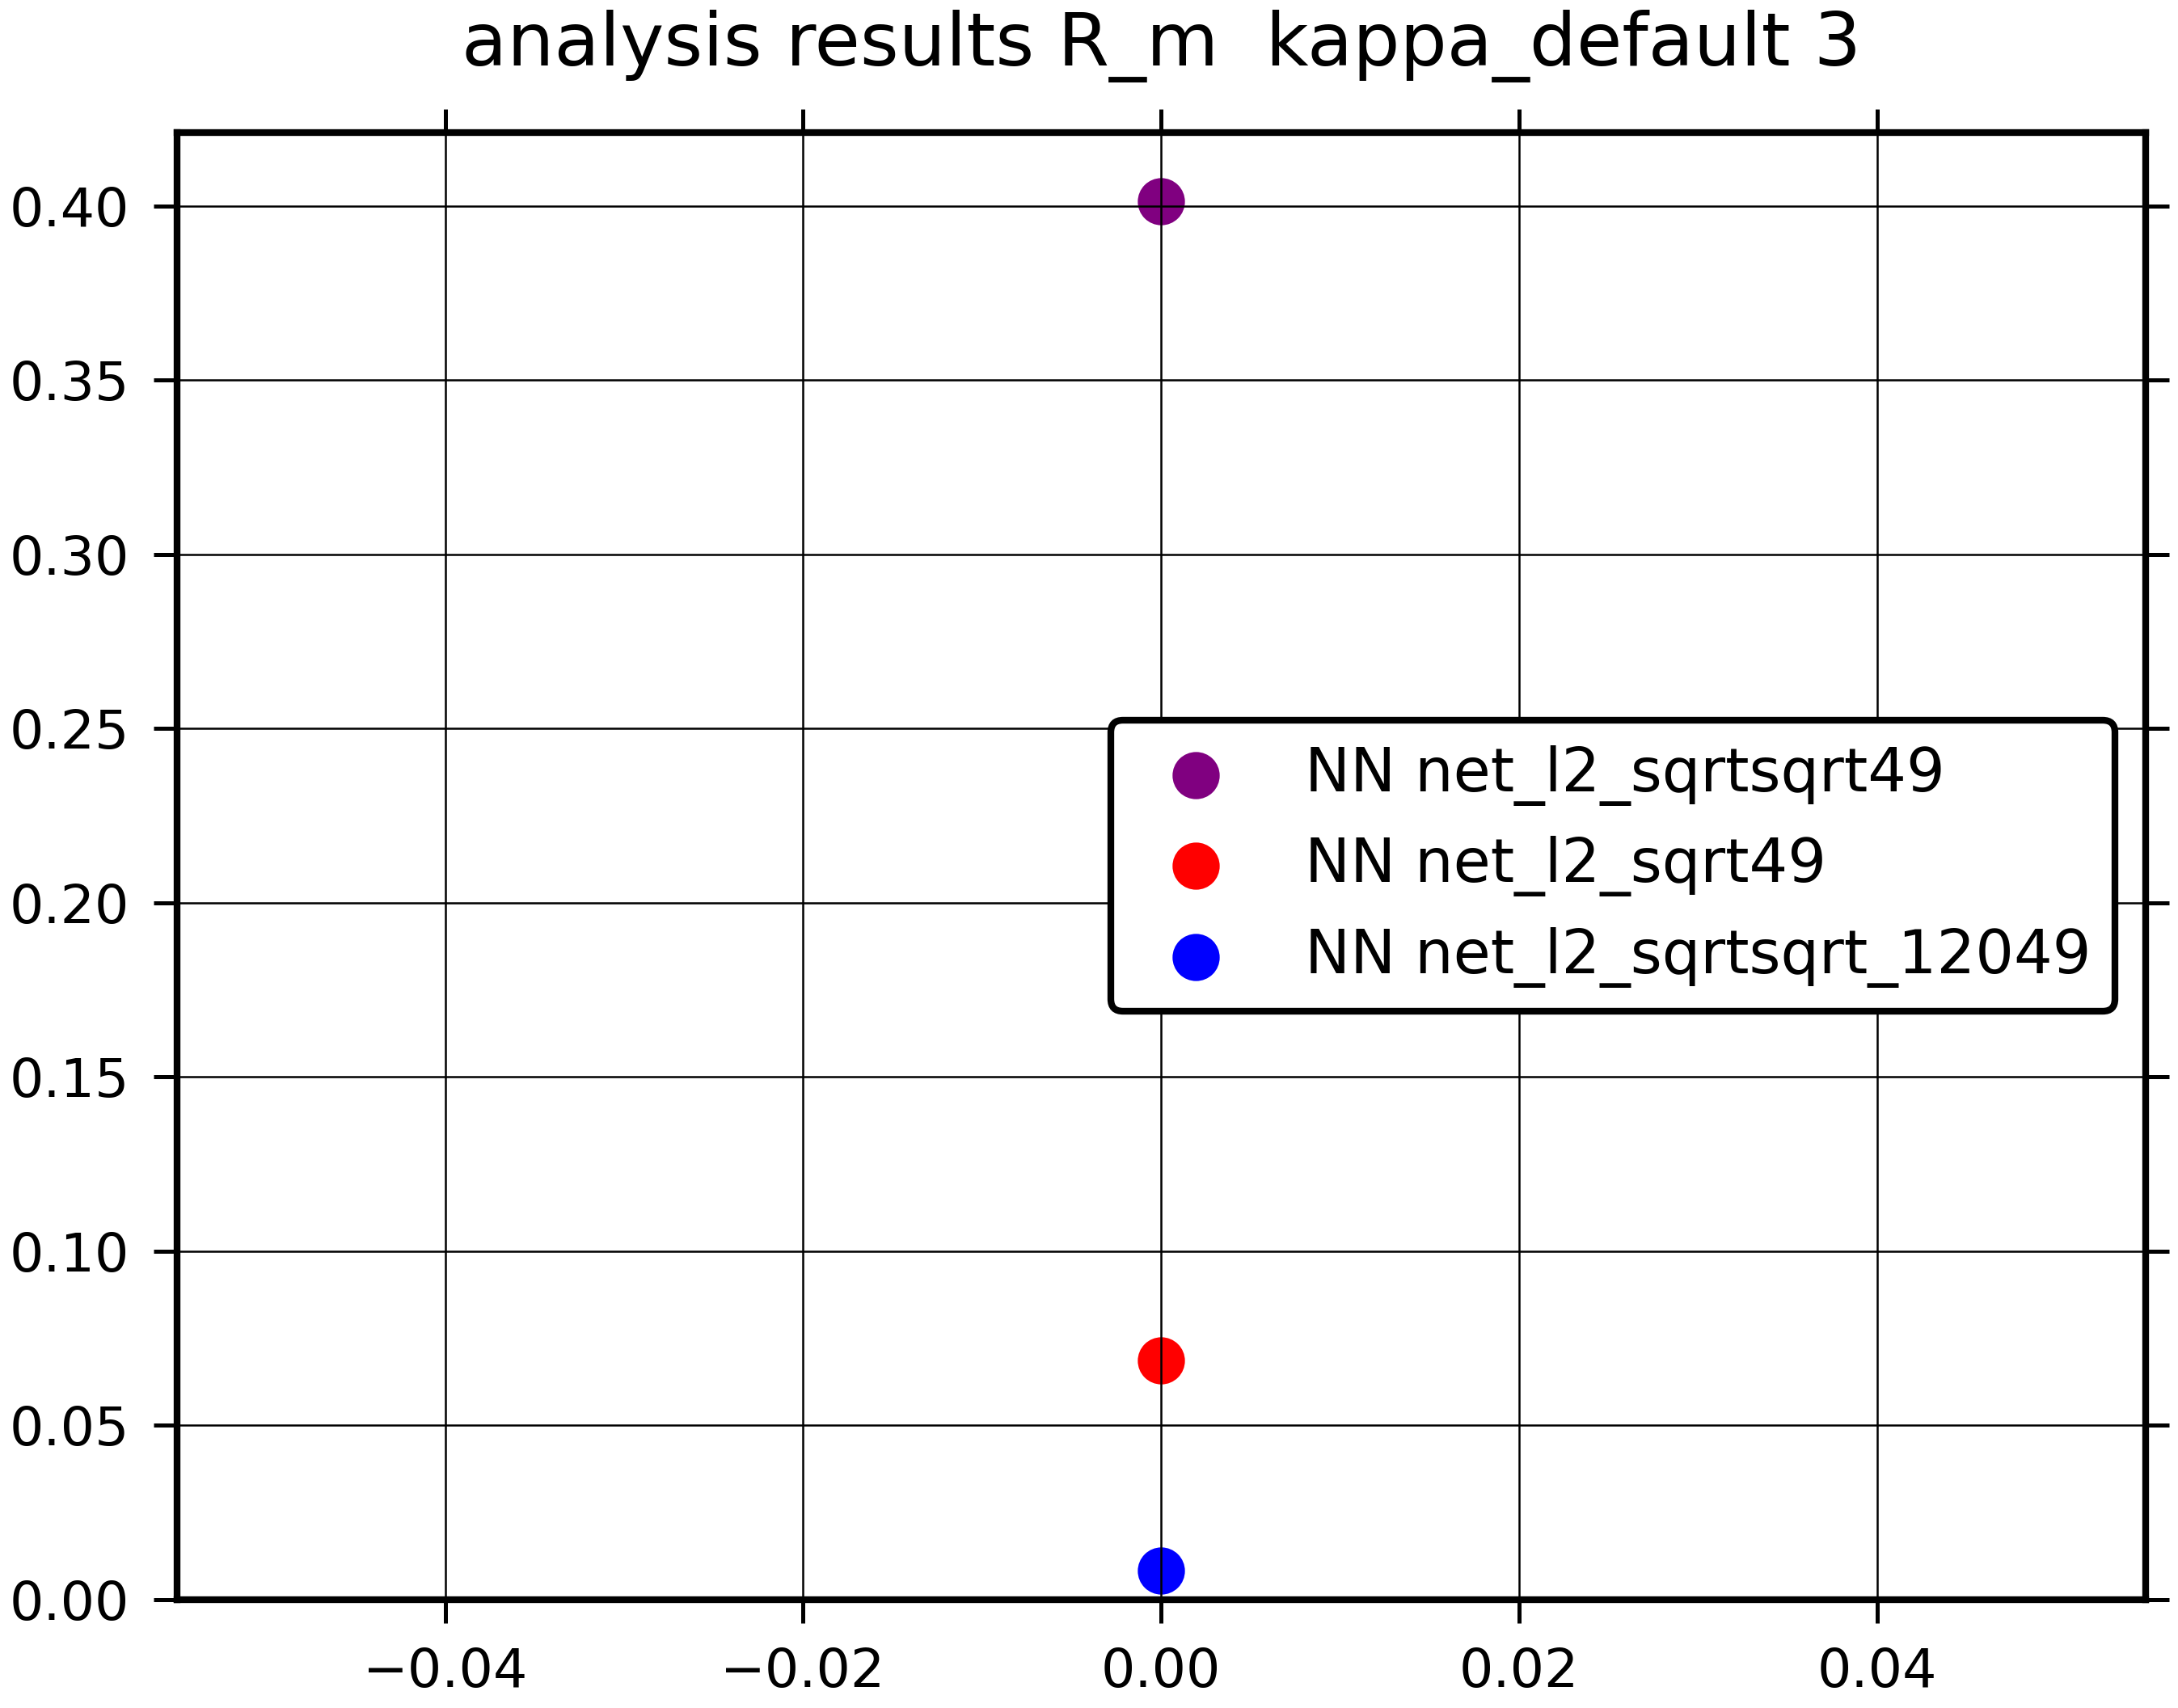 analysis results R_m  kappa_default 3
0.40
0.35
0.30
0.25
0.20
0.15
0.10
0.05
0.00
NN net_l2_sqrtsqrt49
NN net_l2_sqrt49
NN net_l2_sqrtsqrt_12049
−0.04 −0.02 0.00 0.02 0.04